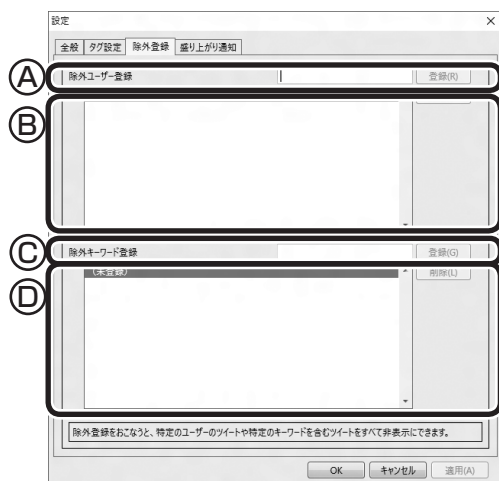 設定 ×
全般 タグ設定 除外登録 盛り上がり通知
Ⓐ 除外ユーザー登録 登録(R)
Ⓑ
Ⓒ 除外キーワード登録 登録(G)
Ⓓ (未登録) 削除(L)
除外登録をおこなうと、特定のユーザーのツイートや特定のキーワードを含むツイートをすべて非表示にできます。
OK キャンセル 適用(A)